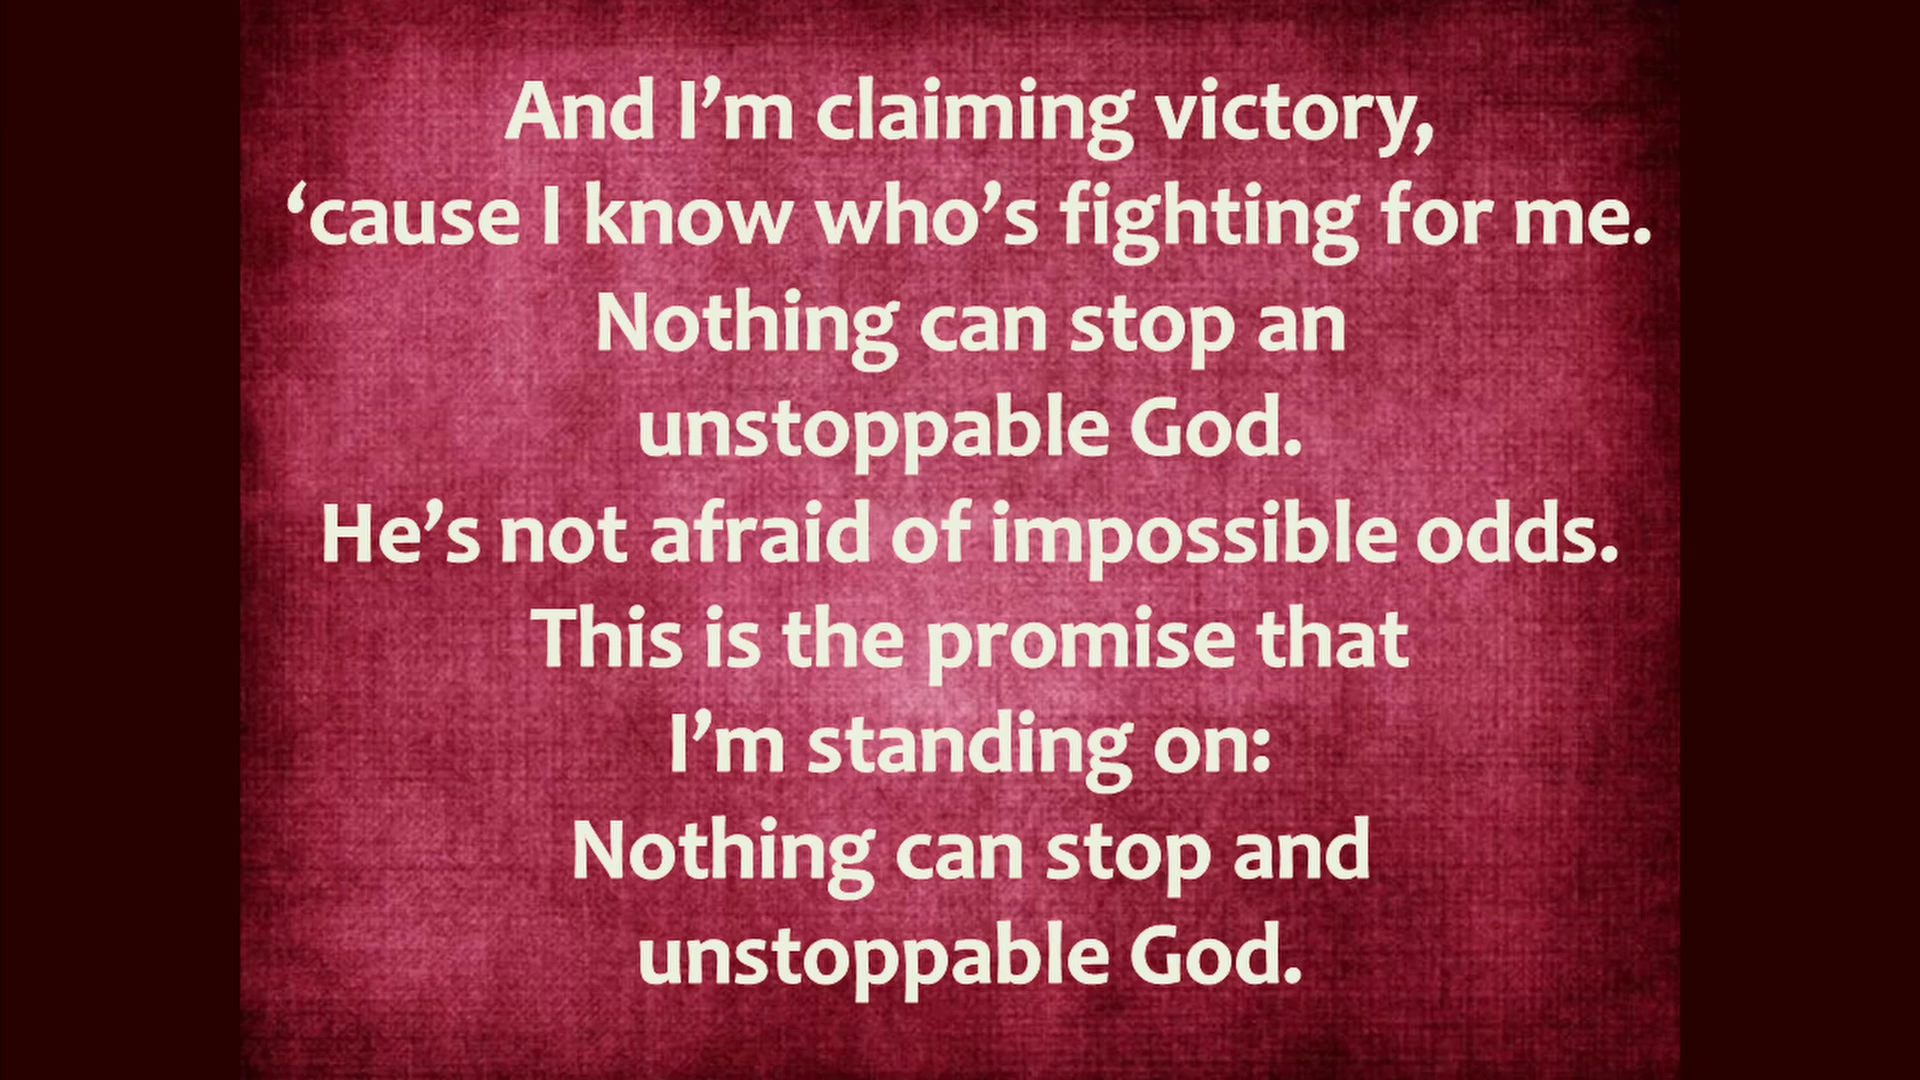 And I’m claiming victory,
‘cause I know who’s fighting for me.
Nothing can stop an
unstoppable God.
He’s not afraid of impossible odds.
This is the promise that
I’m standing on:
Nothing can stop and
unstoppable God.